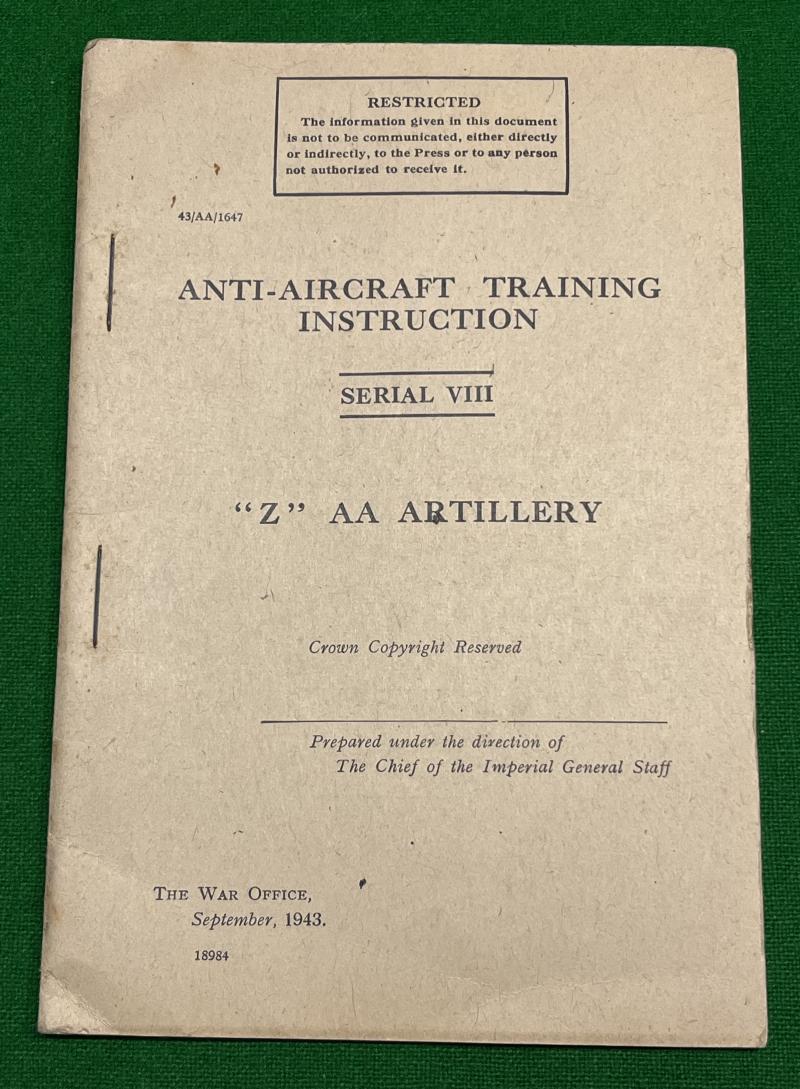 RESTRICTED
The information given in this document
is not to be communicated, either directly
or indirectly, to the Press or to any person
not authorized to receive it.
43/AA/1647
ANTI-AIRCRAFT TRAINING
INSTRUCTION
SERIAL VIII
“Z” AA ARTILLERY
Crown Copyright Reserved
Prepared under the direction of
The Chief of the Imperial General Staff
THE WAR OFFICE,
September, 1943.
18984